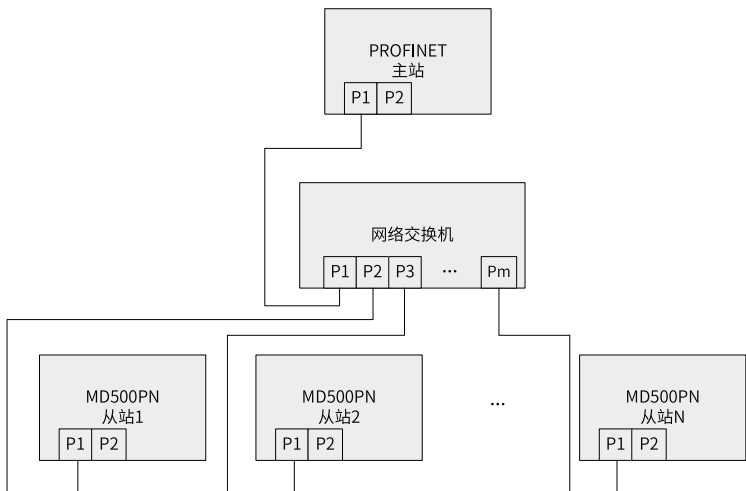 PROFINET
主站
P1 P2
网络交换机
P1 P2 P3 ... Pm
MD500PN
从站1
P1 P2
MD500PN
从站2
P1 P2
...
MD500PN
从站N
P1 P2